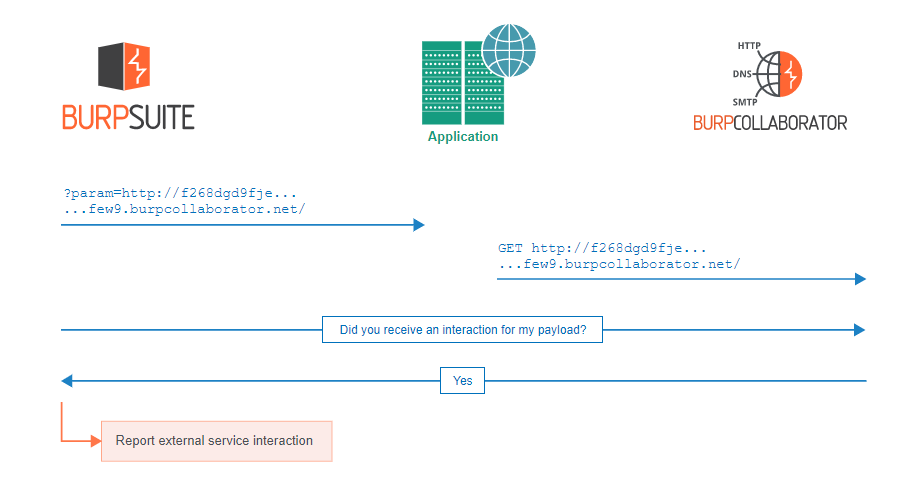 BURPSUITE
Application
HTTP
DNS
SMTP
BURPCOLLABORATOR
?param=http://f268dgd9fje...
...few9.burpcollaborator.net/
GET http://f268dgd9fje...
...few9.burpcollaborator.net/
Did you receive an interaction for my payload?
Yes
Report external service interaction